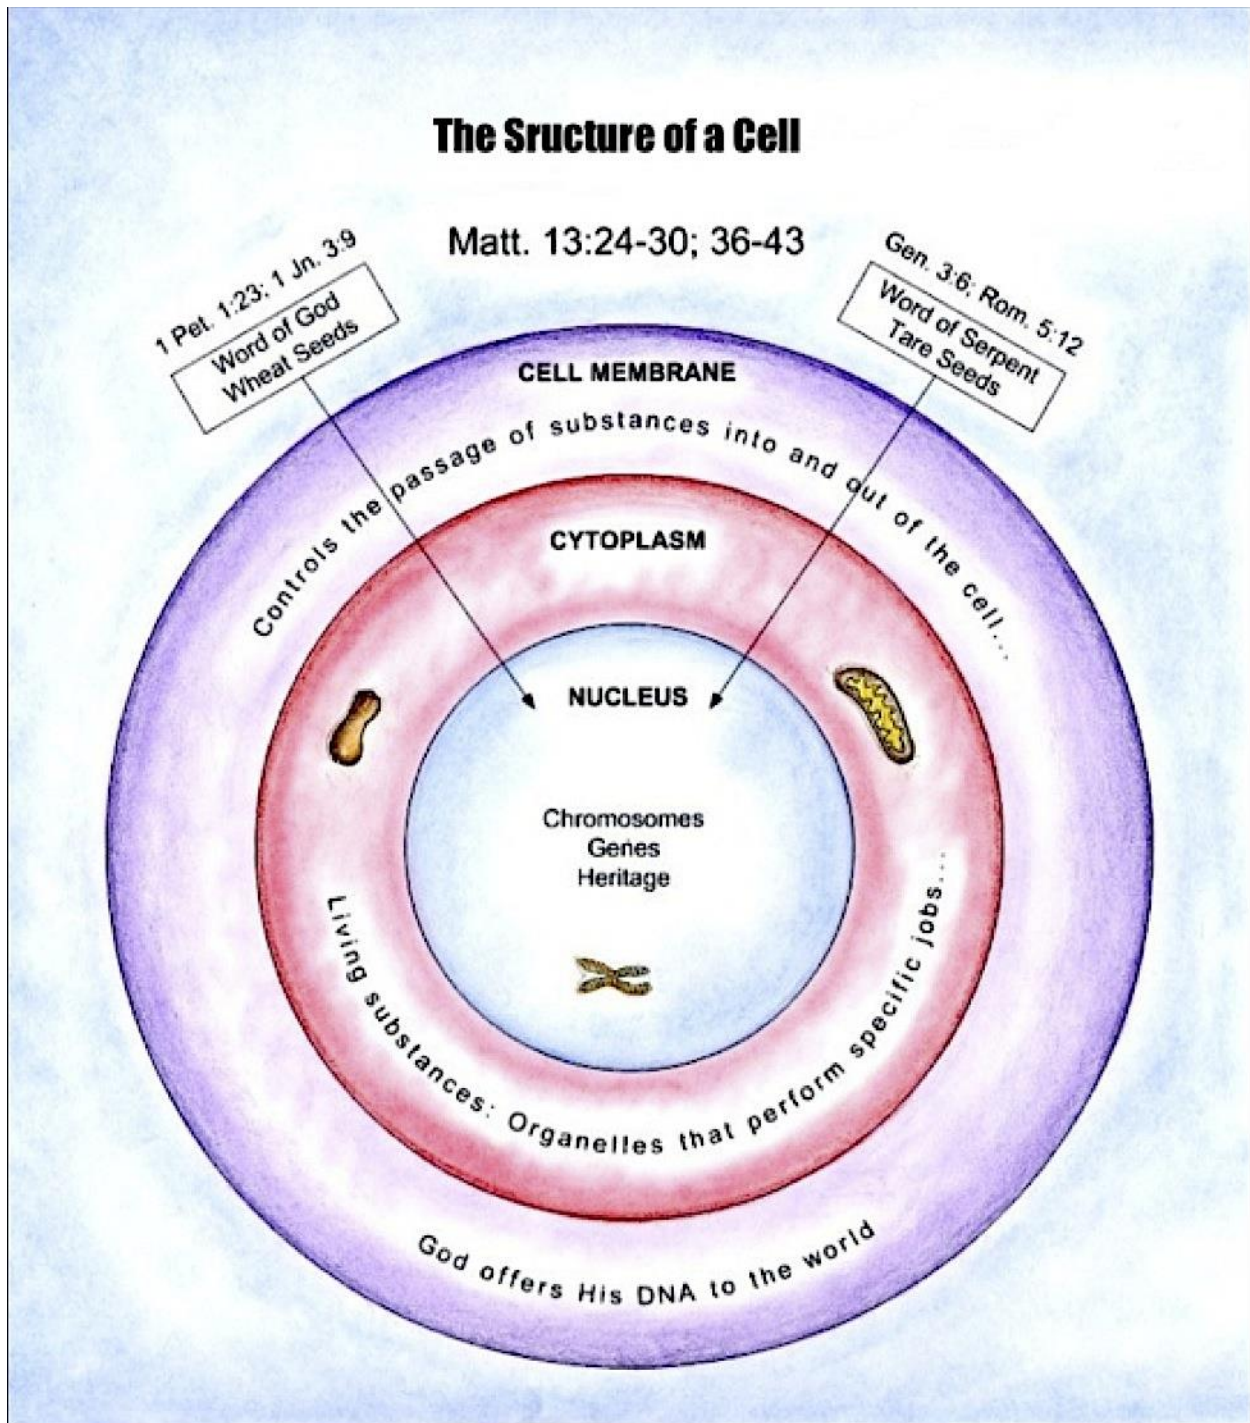 The Sructure of a Cell
Matt. 13:24-30; 36-43
1 Pet. 1:23; 1 Jn. 3:9
Word of God
Wheat Seeds
Gen. 3:6; Rom. 5:12
Word of Serpent
Tare Seeds
CELL MEMBRANE
Controls the passage of substances into and out of the cell...
CYTOPLASM
NUCLEUS
Chromosomes
Genes
Heritage
Living substances: Organelles that perform specific jobs...
God offers His DNA to the world